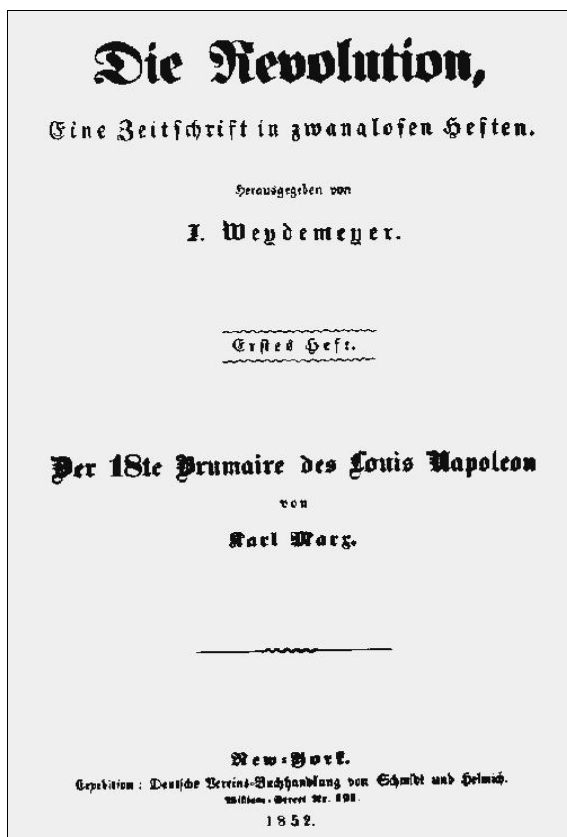 Die Revolution,
Eine Zeitschrift in zwanglosen Heften.
Herausgegeben von
J. Weydemeyer.
Erstes Heft.
Der 18te Brumaire des Louis Napoleon
von
Karl Marx.
New-York.
Expedition: Deutsche Vereins-Buchhandlung von Schmidt und Helmich.
William-Street Nr. 191.
1852.